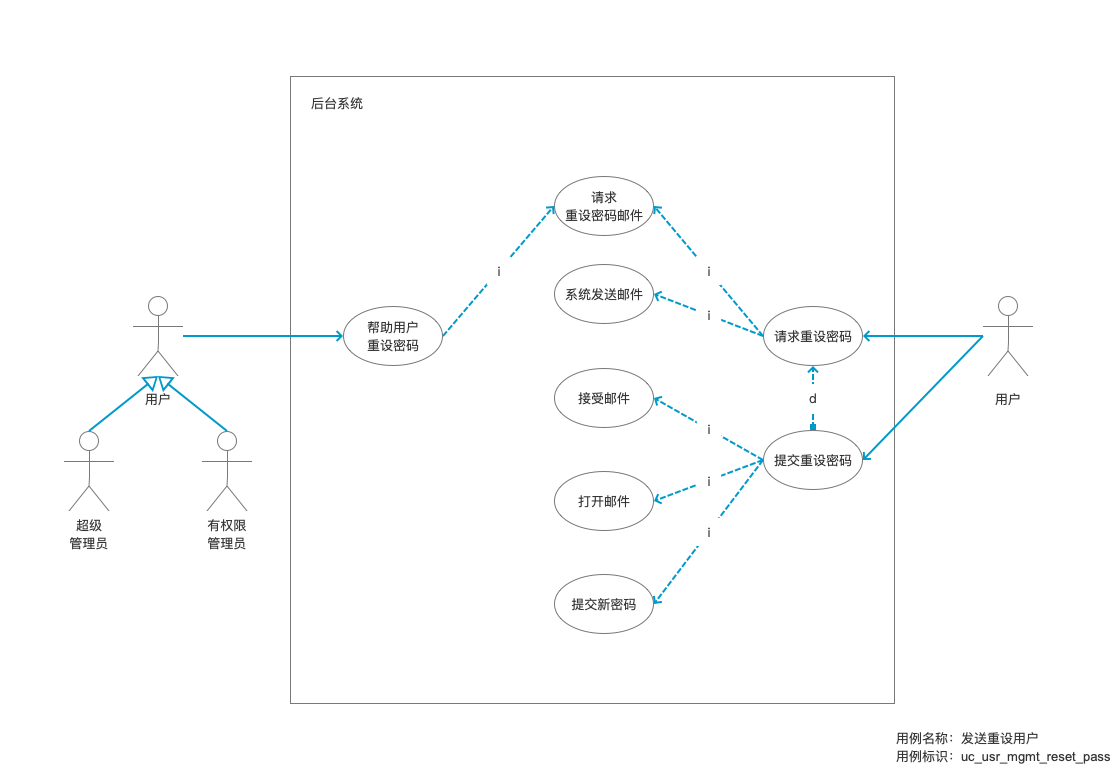 后台系统
请求
重设密码邮件
i
i
系统发送邮件
i
帮助用户
重设密码
请求重设密码
用户
接受邮件
d
用户
i
提交重设密码
i
打开邮件
超级
管理员
有权限
管理员
i
提交新密码
用例名称：发送重设用户
用例标识：uc_usr_mgmt_reset_pass